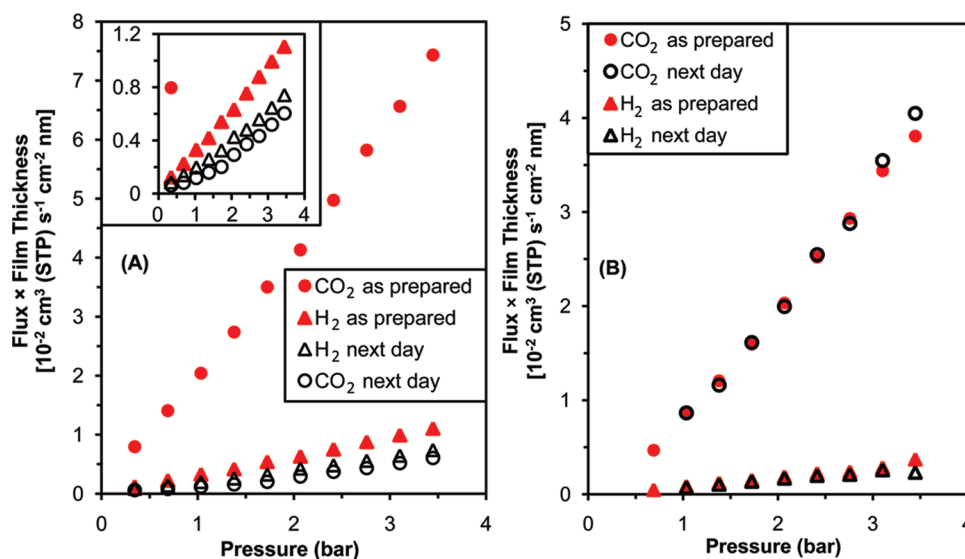 Flux × Film Thickness
[10⁻² cm³ (STP) s⁻¹ cm⁻² nm]
8
7
6
5
4
3
2
1
0
1.2
0.8
0.4
0
0 1 2 3 4
(A)
CO₂ as prepared
H₂ as prepared
H₂ next day
CO₂ next day
0 1 2 3 4
Pressure (bar)
Flux × Film Thickness
[10⁻² cm³ (STP) s⁻¹ cm⁻² nm]
5
4
3
2
1
0
CO₂ as prepared
CO₂ next day
H₂ as prepared
H₂ next day
(B)
0 1 2 3 4
Pressure (bar)